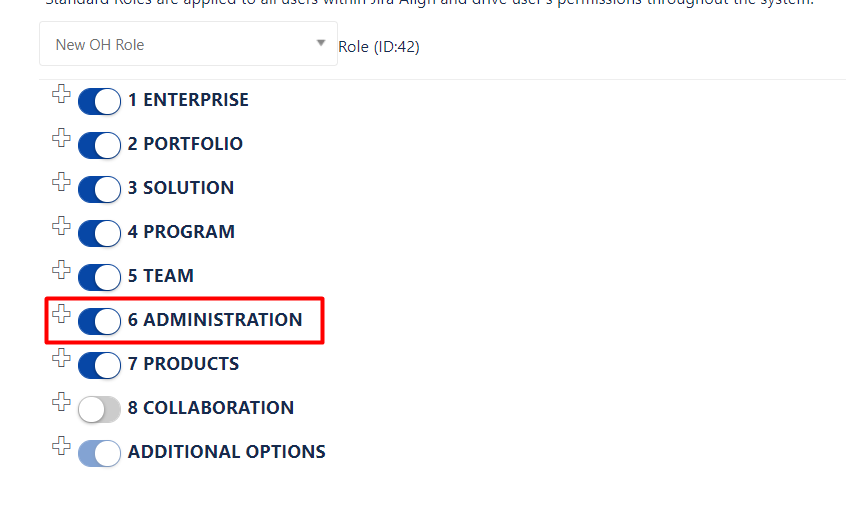 Standard Roles are applied to all users within Jira Align and drive user's permissions throughout the system.
New OH Role
Role (ID:42)
1 ENTERPRISE
2 PORTFOLIO
3 SOLUTION
4 PROGRAM
5 TEAM
6 ADMINISTRATION
7 PRODUCTS
8 COLLABORATION
ADDITIONAL OPTIONS